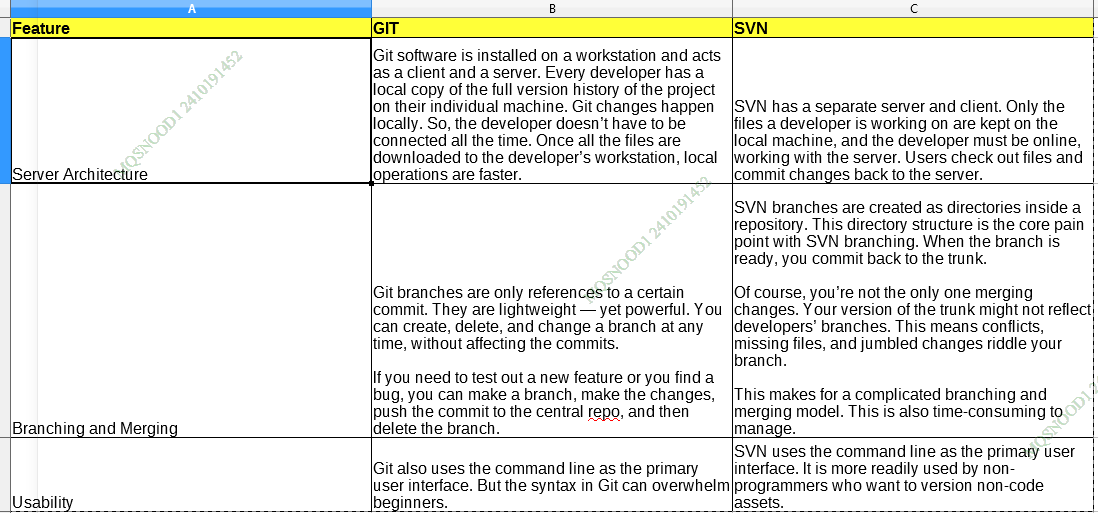 A B C
Feature GIT SVN
Git software is installed on a workstation and acts
as a client and a server. Every developer has a
local copy of the full version history of the project
on their individual machine. Git changes happen
locally. So, the developer doesn’t have to be
connected all the time. Once all the files are
downloaded to the developer’s workstation, local
operations are faster.
SVN has a separate server and client. Only the
files a developer is working on are kept on the
local machine, and the developer must be online,
working with the server. Users check out files and
commit changes back to the server.
Server Architecture
Git branches are only references to a certain
commit. They are lightweight — yet powerful. You
can create, delete, and change a branch at any
time, without affecting the commits.
If you need to test out a new feature or you find a
bug, you can make a branch, make the changes,
push the commit to the central repo, and then
delete the branch.
SVN branches are created as directories inside a
repository. This directory structure is the core pain
point with SVN branching. When the branch is
ready, you commit back to the trunk.
Of course, you’re not the only one merging
changes. Your version of the trunk might not reflect
developers’ branches. This means conflicts,
missing files, and jumbled changes riddle your
branch.
This makes for a complicated branching and
merging model. This is also time-consuming to
manage.
Branching and Merging
Git also uses the command line as the primary
user interface. But the syntax in Git can overwhelm
beginners.
SVN uses the command line as the primary user
interface. It is more readily used by non-
programmers who want to version non-code
assets.
Usability
MQSNOOD1 2410191452
MQSNOOD1 2410191452